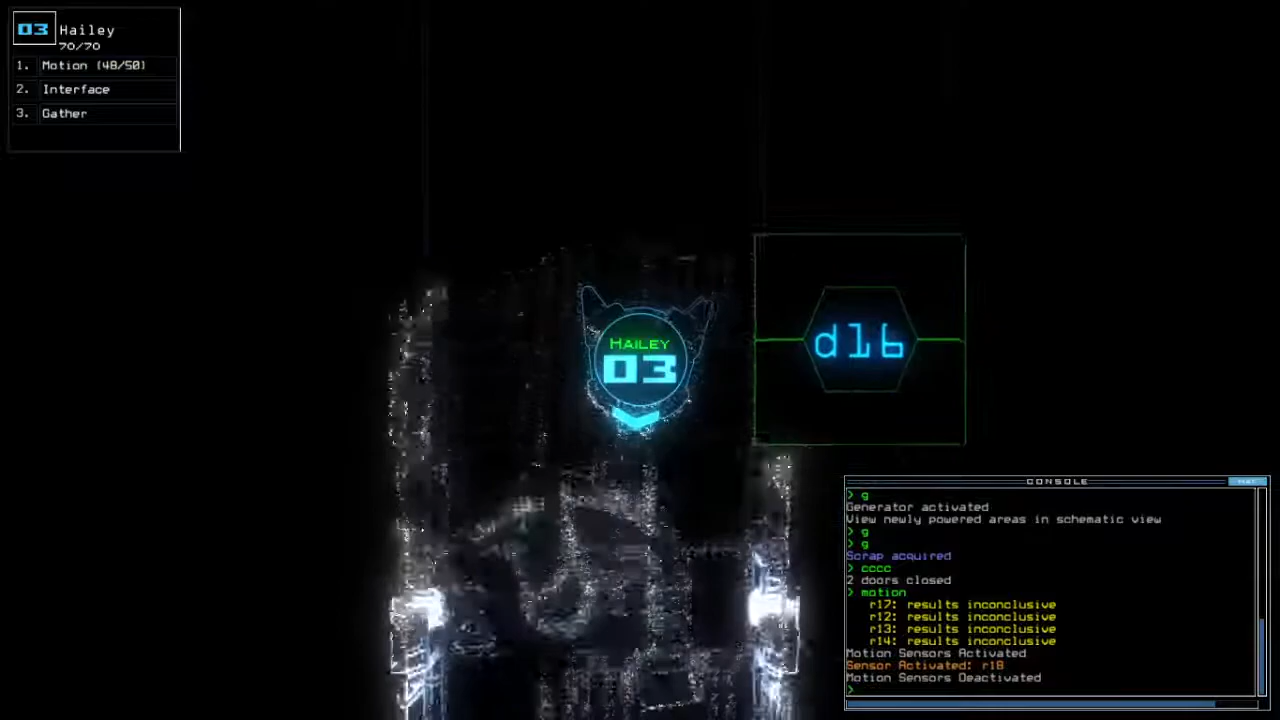 03 Hailey
70/70
1. Motion (48/50)
2. Interface
3. Gather
HAILEY
03
d16
CONSOLE
> g
Generator activated
View newly powered areas in schematic view
> g
> g
Scrap acquired
> cccc
2 doors closed
> motion
r17: results inconclusive
r12: results inconclusive
r13: results inconclusive
r14: results inconclusive
Motion Sensors Activated
Sensor Activated: r18
Motion Sensors Deactivated
>